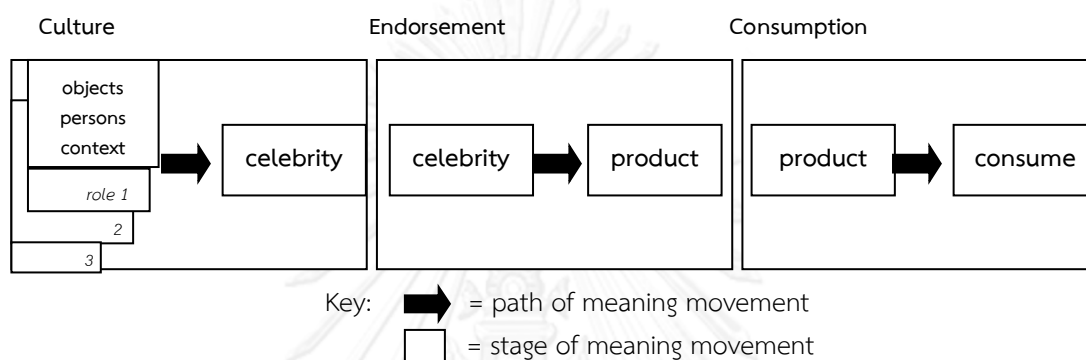 Culture Endorsement Consumption
objects
persons
context
role 1
2
3
celebrity celebrity product product consume
Key: = path of meaning movement
= stage of meaning movement